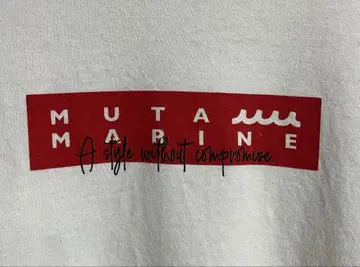 MUTA
MARINE
A style without compromise.